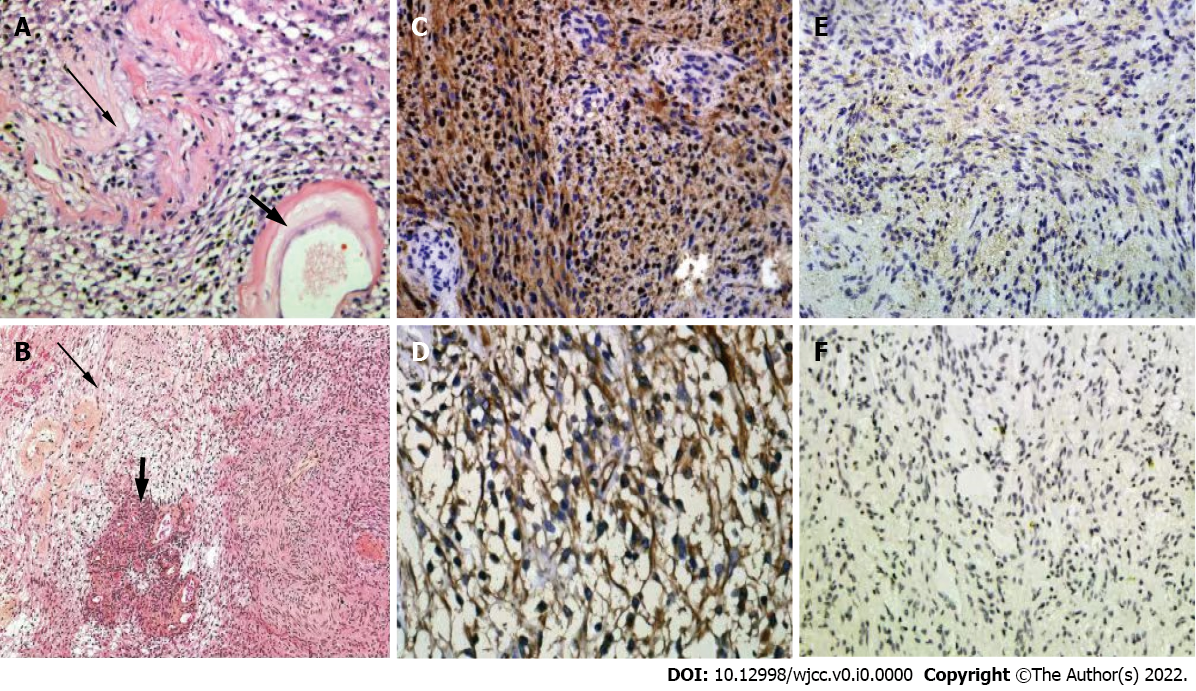 A
C
E
B
D
F
DOI: 10.12998/wjcc.v0.i0.0000 Copyright ©The Author(s) 2022.